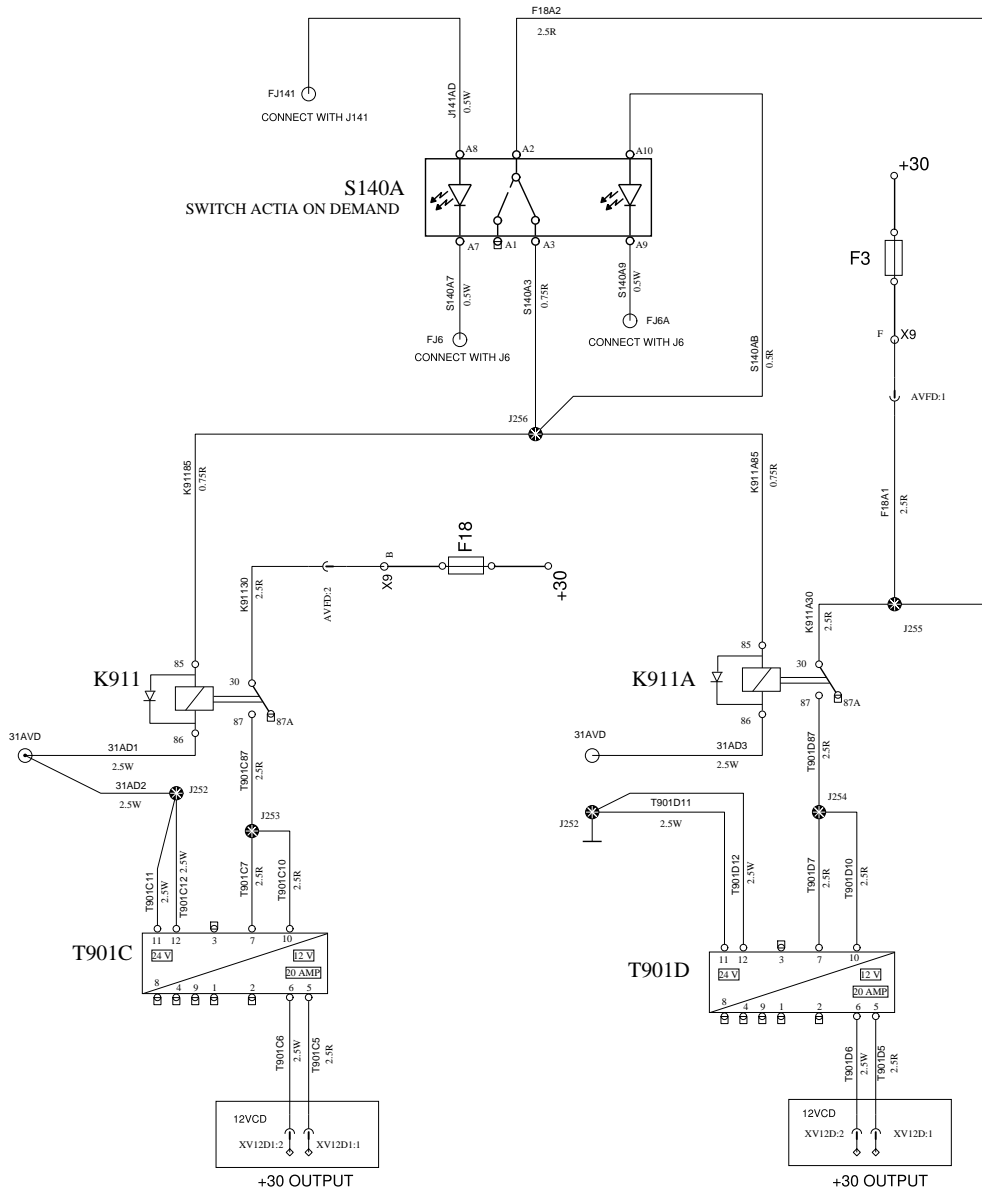 F18A2
2.5R
FJ141
CONNECT WITH J141
J141AD
0.5W
A8
A2
A10
S140A
SWITCH ACTIA ON DEMAND
A7
A1
A3
A9
S140A7
0.5W
S140A3
0.75R
S140A9
0.5W
FJ6
CONNECT WITH J6
FJ6A
CONNECT WITH J6
S140AB
0.5R
+30
F3
F
X9
AVFD:1
F18A1
2.5R
J256
K91185
0.75R
K911A85
0.75R
K91130
2.5R
AVFD:2
X9
B
F18
+30
K911A30
2.5R
J255
K911
85
30
86
87
87A
K911A
85
30
86
87
87A
31AVD
31AD1
2.5W
31AD2
2.5W
J252
T901C87
2.5R
J253
31AVD
31AD3
2.5W
T901D87
2.5R
J254
J252
T901D11
2.5W
T901C11
2.5W
T901C12
2.5W
T901C7
2.5R
T901C10
2.5R
T901D12
2.5W
T901D7
2.5R
T901D10
2.5R
T901C
11
12
3
7
10
24 V
12 V
20 AMP
8
4
9
1
2
6
5
T901D
11
12
3
7
10
24 V
12 V
20 AMP
8
4
9
1
2
6
5
T901C6
2.5W
T901C5
2.5R
T901D6
2.5W
T901D5
2.5R
12VCD
XV12D1:2
XV12D1:1
+30 OUTPUT
12VCD
XV12D:2
XV12D:1
+30 OUTPUT